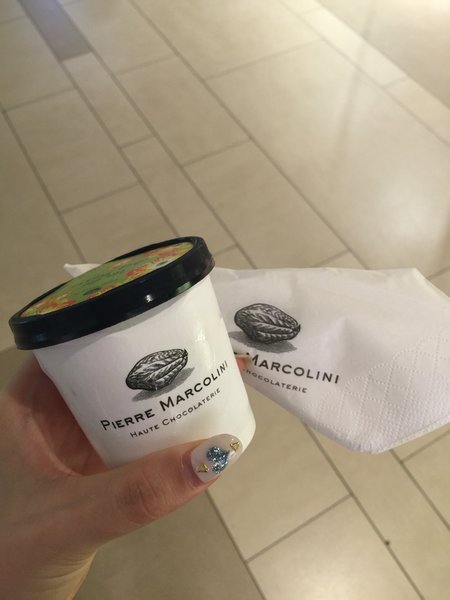 PIERRE MARCOLINI
HAUTE CHOCOLATERIE
MARCOLINI
CHOCOLATERIE